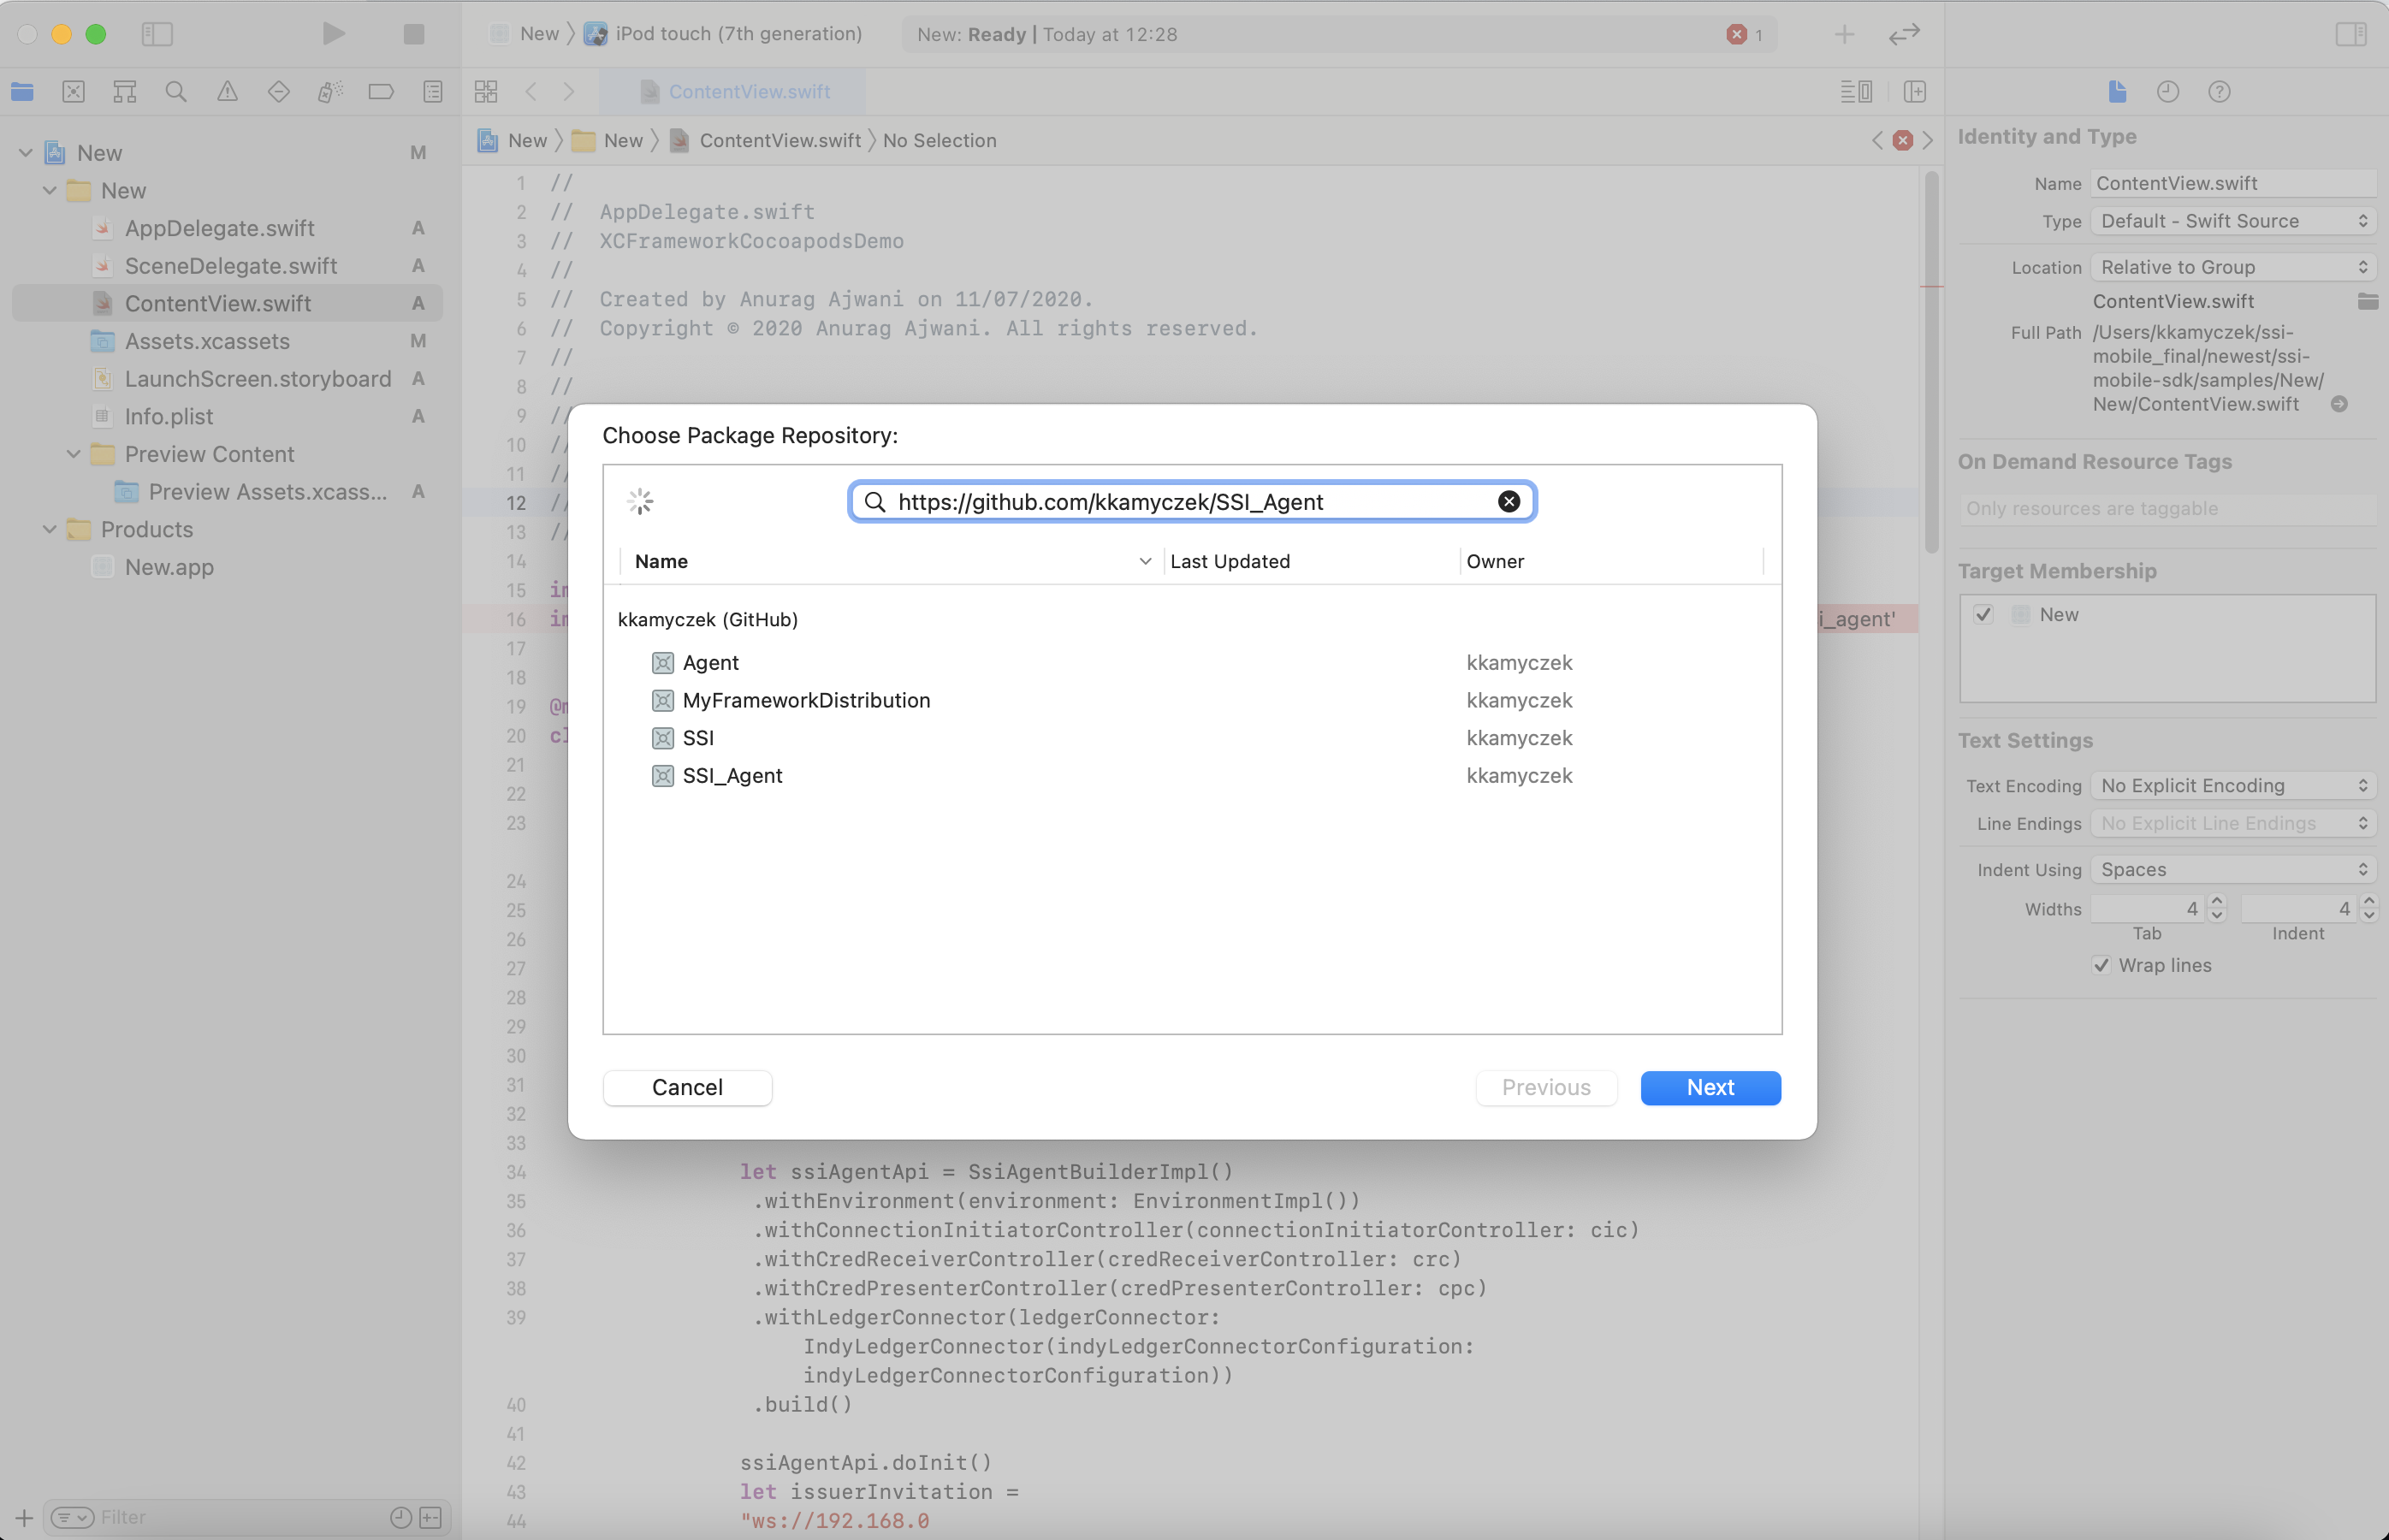 New
iPod touch (7th generation)
New: Ready | Today at 12:28
1
ContentView.swift
New
New
ContentView.swift
No Selection
New M
New
AppDelegate.swift A
SceneDelegate.swift A
ContentView.swift A
Assets.xcassets M
LaunchScreen.storyboard A
Info.plist A
Preview Content
Preview Assets.xcass... A
Products
New.app
Filter
1 //
2 // AppDelegate.swift
3 // XCFrameworkCocoapodsDemo
4 //
5 // Created by Anurag Ajwani on 11/07/2020.
6 // Copyright © 2020 Anurag Ajwani. All rights reserved.
7 //
8 //
9 //
10 //
11 //
12 //
13 //
14
15
16 i_agent'
17
18
19
20
21
22
23
24
25
26
27
28
29
30
31
32
33
34 let ssiAgentApi = SsiAgentBuilderImpl()
35 .withEnvironment(environment: EnvironmentImpl())
36 .withConnectionInitiatorController(connectionInitiatorController: cic)
37 .withCredReceiverController(credReceiverController: crc)
38 .withCredPresenterController(credPresenterController: cpc)
39 .withLedgerConnector(ledgerConnector:
IndyLedgerConnector(indyLedgerConnectorConfiguration:
indyLedgerConnectorConfiguration))
40 .build()
41
42 ssiAgentApi.doInit()
43 let issuerInvitation =
44 "ws://192.168.0
Choose Package Repository:
https://github.com/kkamyczek/SSI_Agent
Name Last Updated Owner
kkamyczek (GitHub)
Agent kkamyczek
MyFrameworkDistribution kkamyczek
SSI kkamyczek
SSI_Agent kkamyczek
Cancel Previous Next
Identity and Type
Name ContentView.swift
Type Default - Swift Source
Location Relative to Group
ContentView.swift
Full Path /Users/kkamyczek/ssi-
mobile_final/newest/ssi-
mobile-sdk/samples/New/
New/ContentView.swift
On Demand Resource Tags
Only resources are taggable
Target Membership
New
Text Settings
Text Encoding No Explicit Encoding
Line Endings No Explicit Line Endings
Indent Using Spaces
Widths 4 4
Tab Indent
Wrap lines